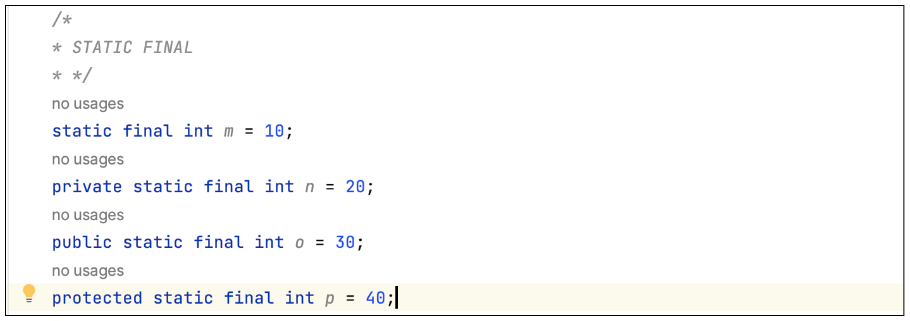 /*
* STATIC FINAL
* */
no usages
static final int m = 10;
no usages
private static final int n = 20;
no usages
public static final int o = 30;
no usages
protected static final int p = 40;